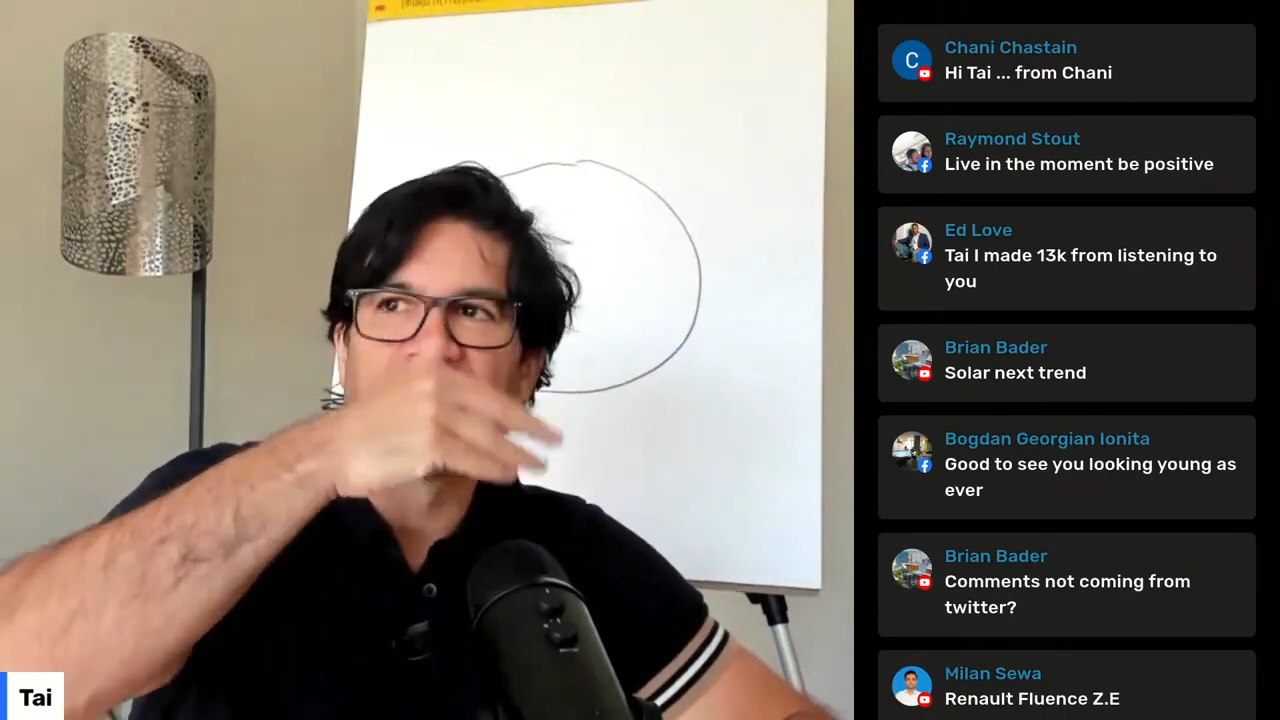 Chani Chastain
Hi Tai ... from Chani
Raymond Stout
Live in the moment be positive
Ed Love
Tai I made 13k from listening to
you
Brian Bader
Solar next trend
Bogdan Georgian Ionita
Good to see you looking young as
ever
Brian Bader
Comments not coming from
twitter?
Milan Sewa
Renault Fluence Z.E
C
Tai